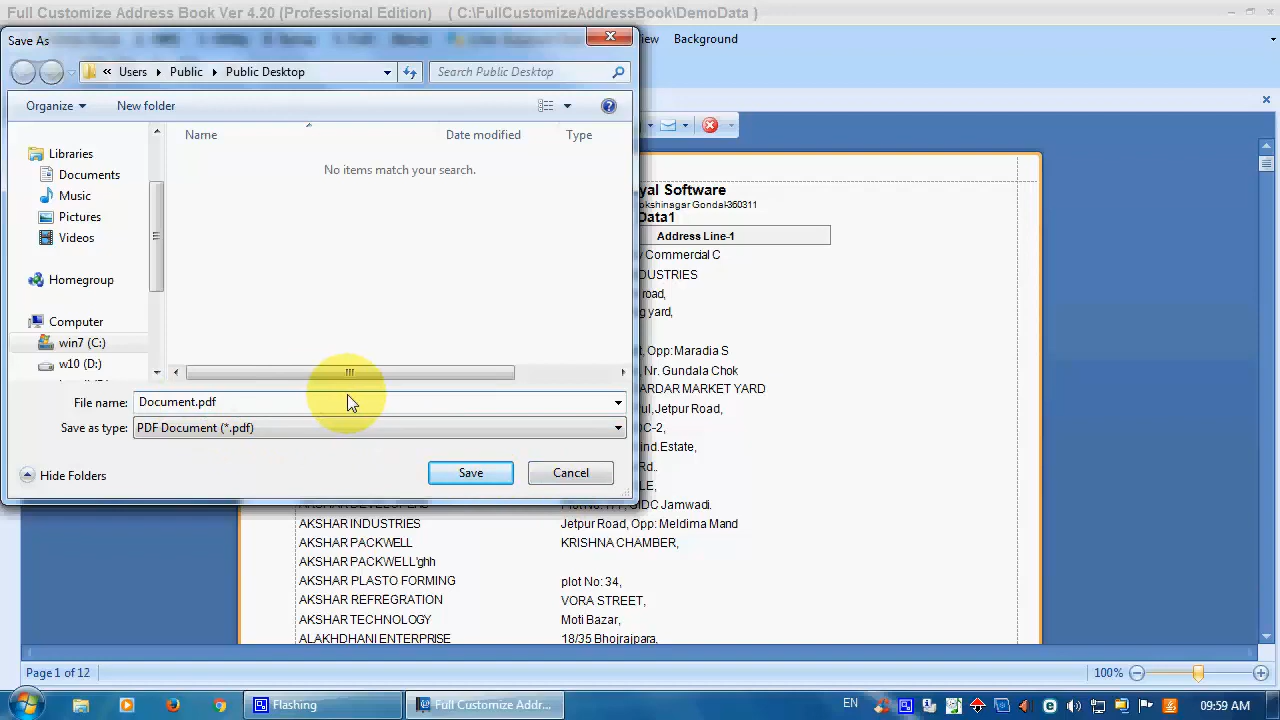 Full Customize Address Book Ver 4.20 (Professional Edition)    ( C:\FullCustomizeAddressBook\DemoData )
Save As
Background
« Users Public Public Desktop
Search Public Desktop
Organize New folder
Name Date modified Type
No items match your search.
Libraries
Documents
Music
Pictures
Videos
Homegroup
Computer
win7 (C:)
w10 (D:)
File name: Document.pdf
Save as type: PDF Document (*.pdf)
Hide Folders
Save Cancel
yal Software
Gondal-360311
Data1
Address Line-1
y Commercial C
DUSTRIES
road,
g yard,
t, Opp: Maradia S
Nr. Gundala Chok
ARDAR MARKET YARD
ul,Jetpur Road,
DC-2,
ind.Estate,
Rd..
LE,
Plot No: 171, GIDC Jamwadi.
AKSHAR INDUSTRIES Jetpur Road, Opp: Meldima Mand
AKSHAR PACKWELL KRISHNA CHAMBER,
AKSHAR PACKWELL'ghh
AKSHAR PLASTO FORMING plot No: 34,
AKSHAR REFREGRATION VORA STREET,
AKSHAR TECHNOLOGY Moti Bazar,
ALAKHDHANI ENTERPRISE 18/35 Bhojrajpara,
Page 1 of 12
100%
Flashing
Full Customize Addr...
EN
09:59 AM